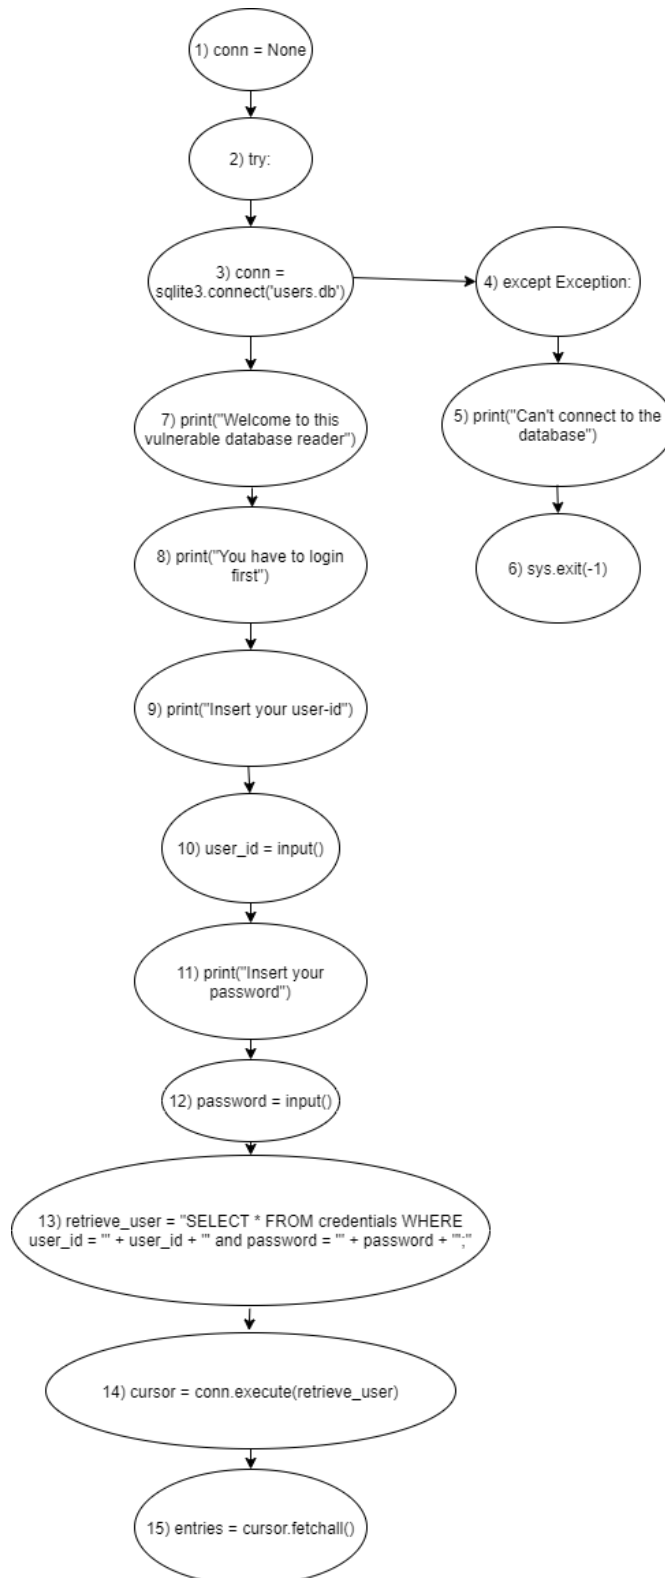 1) conn = None
2) try:
3) conn =
sqlite3.connect('users.db')
4) except Exception:
7) print("Welcome to this
vulnerable database reader")
5) print("Can't connect to the
database")
8) print("You have to login
first")
6) sys.exit(-1)
9) print("Insert your user-id")
10) user_id = input()
11) print("Insert your
password")
12) password = input()
13) retrieve_user = "SELECT * FROM credentials WHERE
user_id = '" + user_id + "' and password = '" + password + "';"
14) cursor = conn.execute(retrieve_user)
15) entries = cursor.fetchall()